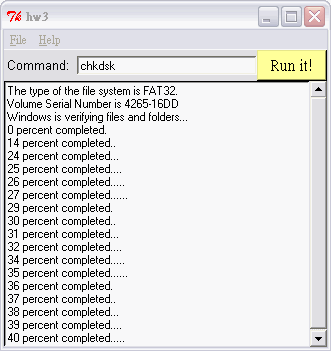 hw3
File Help
Command: chkdsk Run it!
The type of the file system is FAT32.
Volume Serial Number is 4265-16DD
Windows is verifying files and folders...
0 percent completed.
14 percent completed..
24 percent completed...
25 percent completed....
26 percent completed.....
27 percent completed......
29 percent completed.
30 percent completed..
31 percent completed..
32 percent completed....
34 percent completed.....
35 percent completed......
36 percent completed.
37 percent completed..
38 percent completed...
39 percent completed....
40 percent completed.....